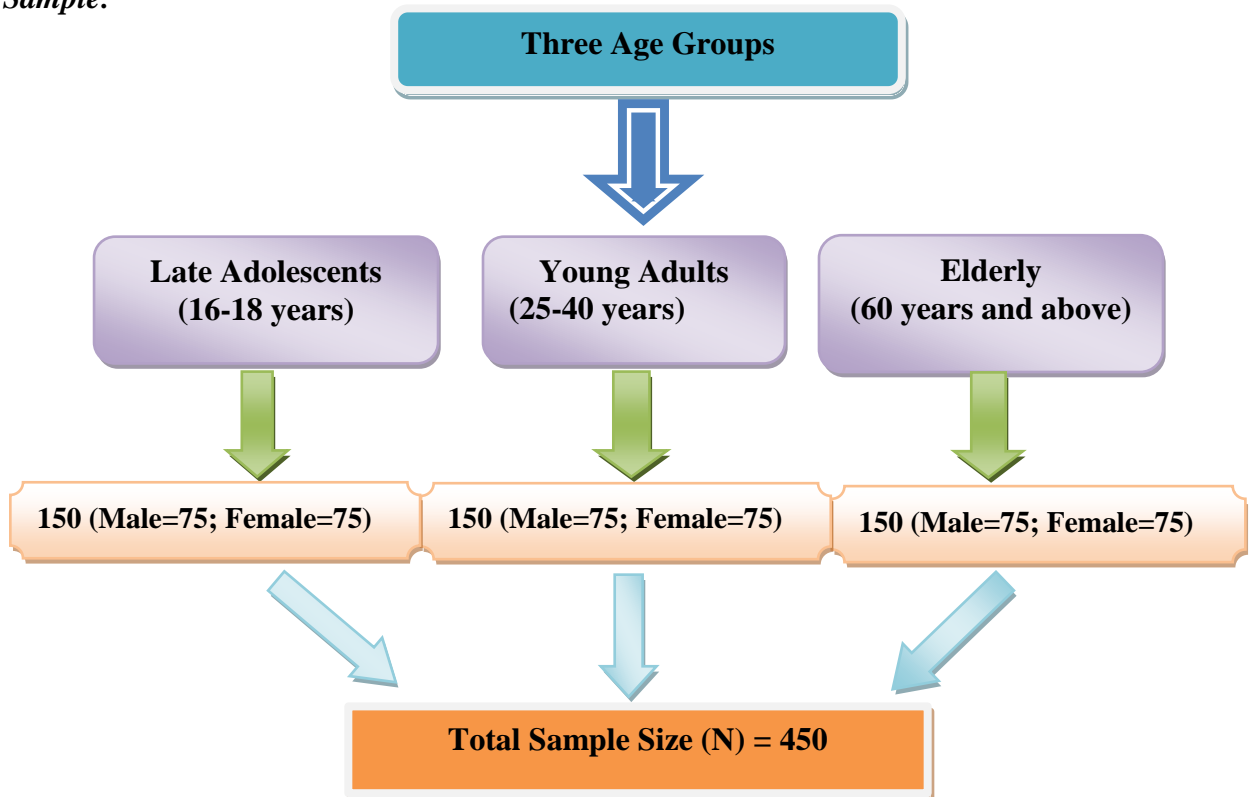 Sample:
Three Age Groups
Late Adolescents
(16-18 years)
Young Adults
(25-40 years)
Elderly
(60 years and above)
150 (Male=75; Female=75)
150 (Male=75; Female=75)
150 (Male=75; Female=75)
Total Sample Size (N) = 450